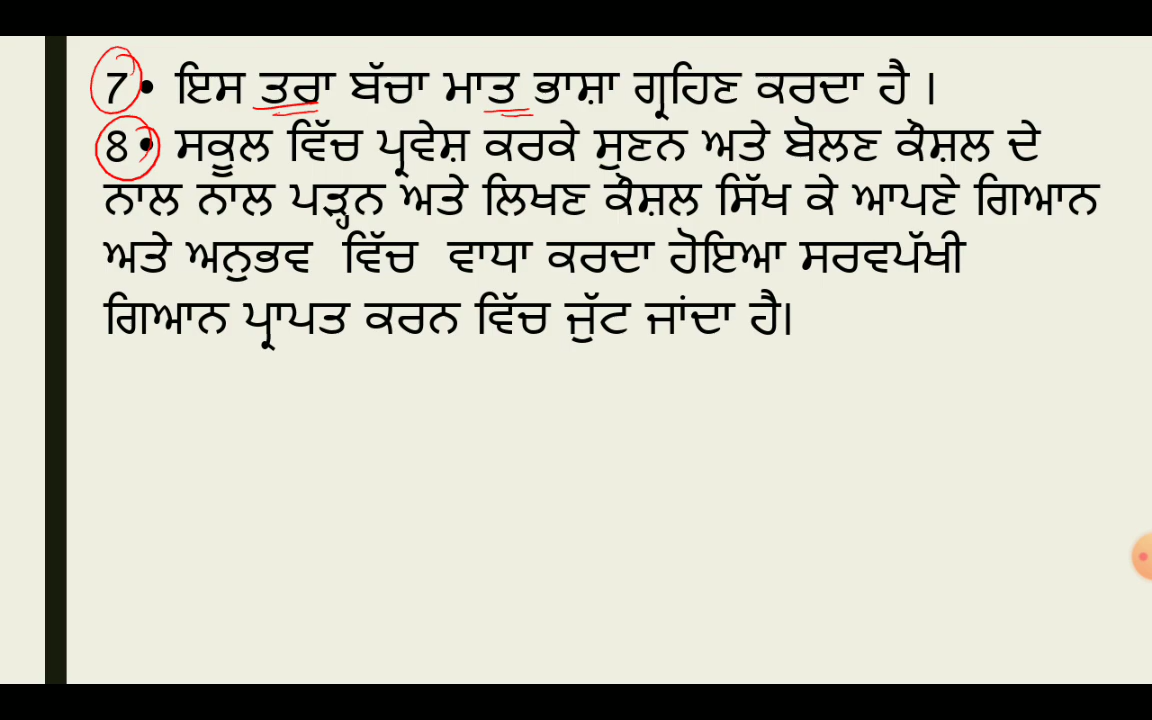 7• ਇਸ ਤਰਾ ਬੱਚਾ ਮਾਤ ਭਾਸ਼ਾ ਗ੍ਰਹਿਣ ਕਰਦਾ ਹੈ ।
8• ਸਕੂਲ ਵਿੱਚ ਪ੍ਰਵੇਸ਼ ਕਰਕੇ ਸੁਣਨ ਅਤੇ ਬੋਲਣ ਕੌਸ਼ਲ ਦੇ
ਨਾਲ ਨਾਲ ਪੜ੍ਹਨ ਅਤੇ ਲਿਖਣ ਕੌਸ਼ਲ ਸਿੱਖ ਕੇ ਆਪਣੇ ਗਿਆਨ
ਅਤੇ ਅਨੁਭਵ ਵਿੱਚ ਵਾਧਾ ਕਰਦਾ ਹੋਇਆ ਸਰਵਪੱਖੀ
ਗਿਆਨ ਪ੍ਰਾਪਤ ਕਰਨ ਵਿੱਚ ਜੁੱਟ ਜਾਂਦਾ ਹੈ।